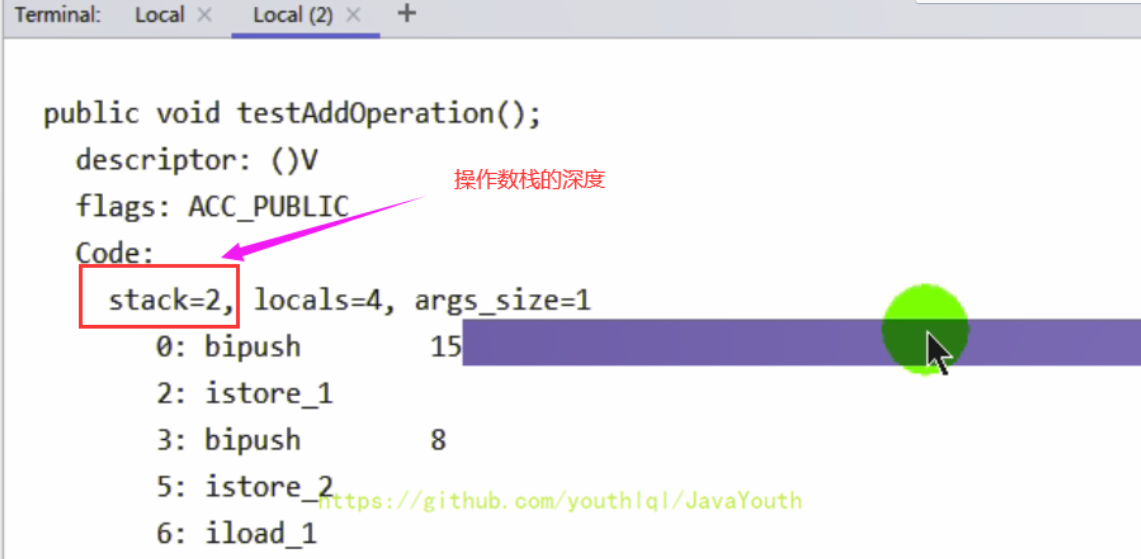 Terminal: Local × Local (2) × +
public void testAddOperation();
descriptor: ()V
操作数栈的深度
flags: ACC_PUBLIC
Code:
stack=2, locals=4, args_size=1
0: bipush 15
2: istore_1
3: bipush 8
5: istore_2
https://github.com/youthlql/JavaYouth
6: iload_1